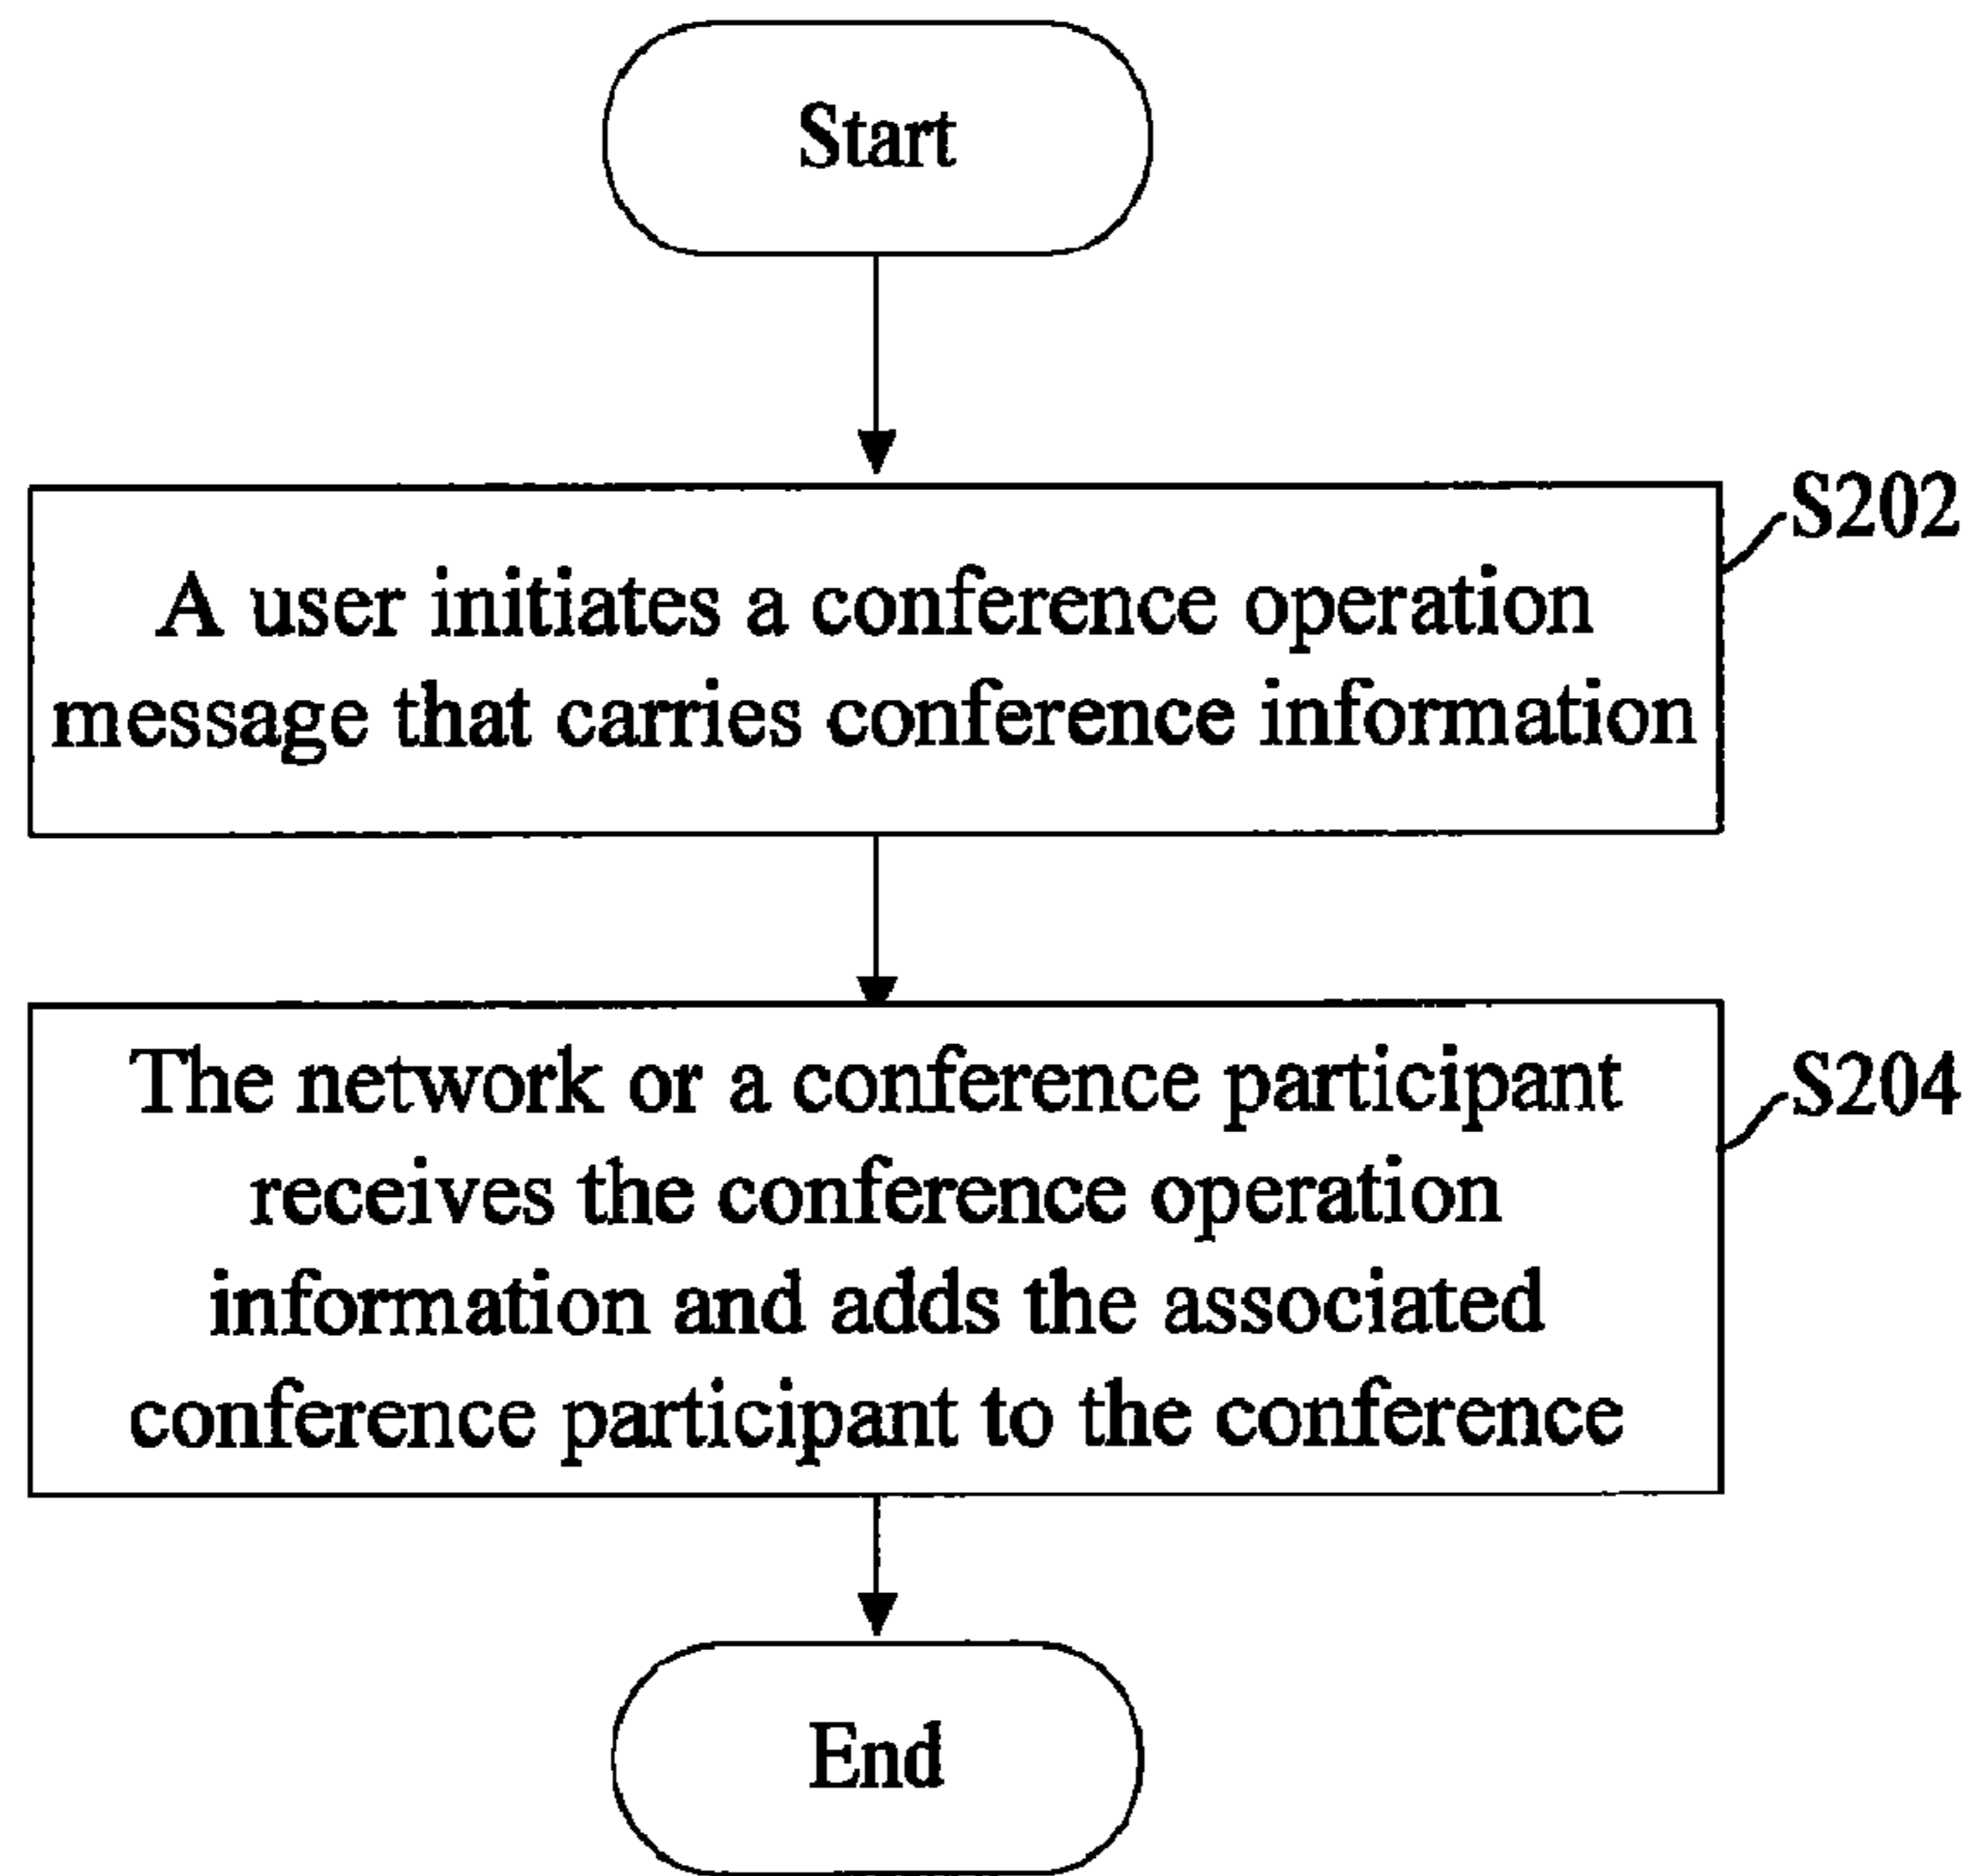 Start
S202
A user initiates a conference operation
message that carries conference information
The network or a conference participant
S204
receives the conference operation
information and adds the associated
conference participant to the conference
End